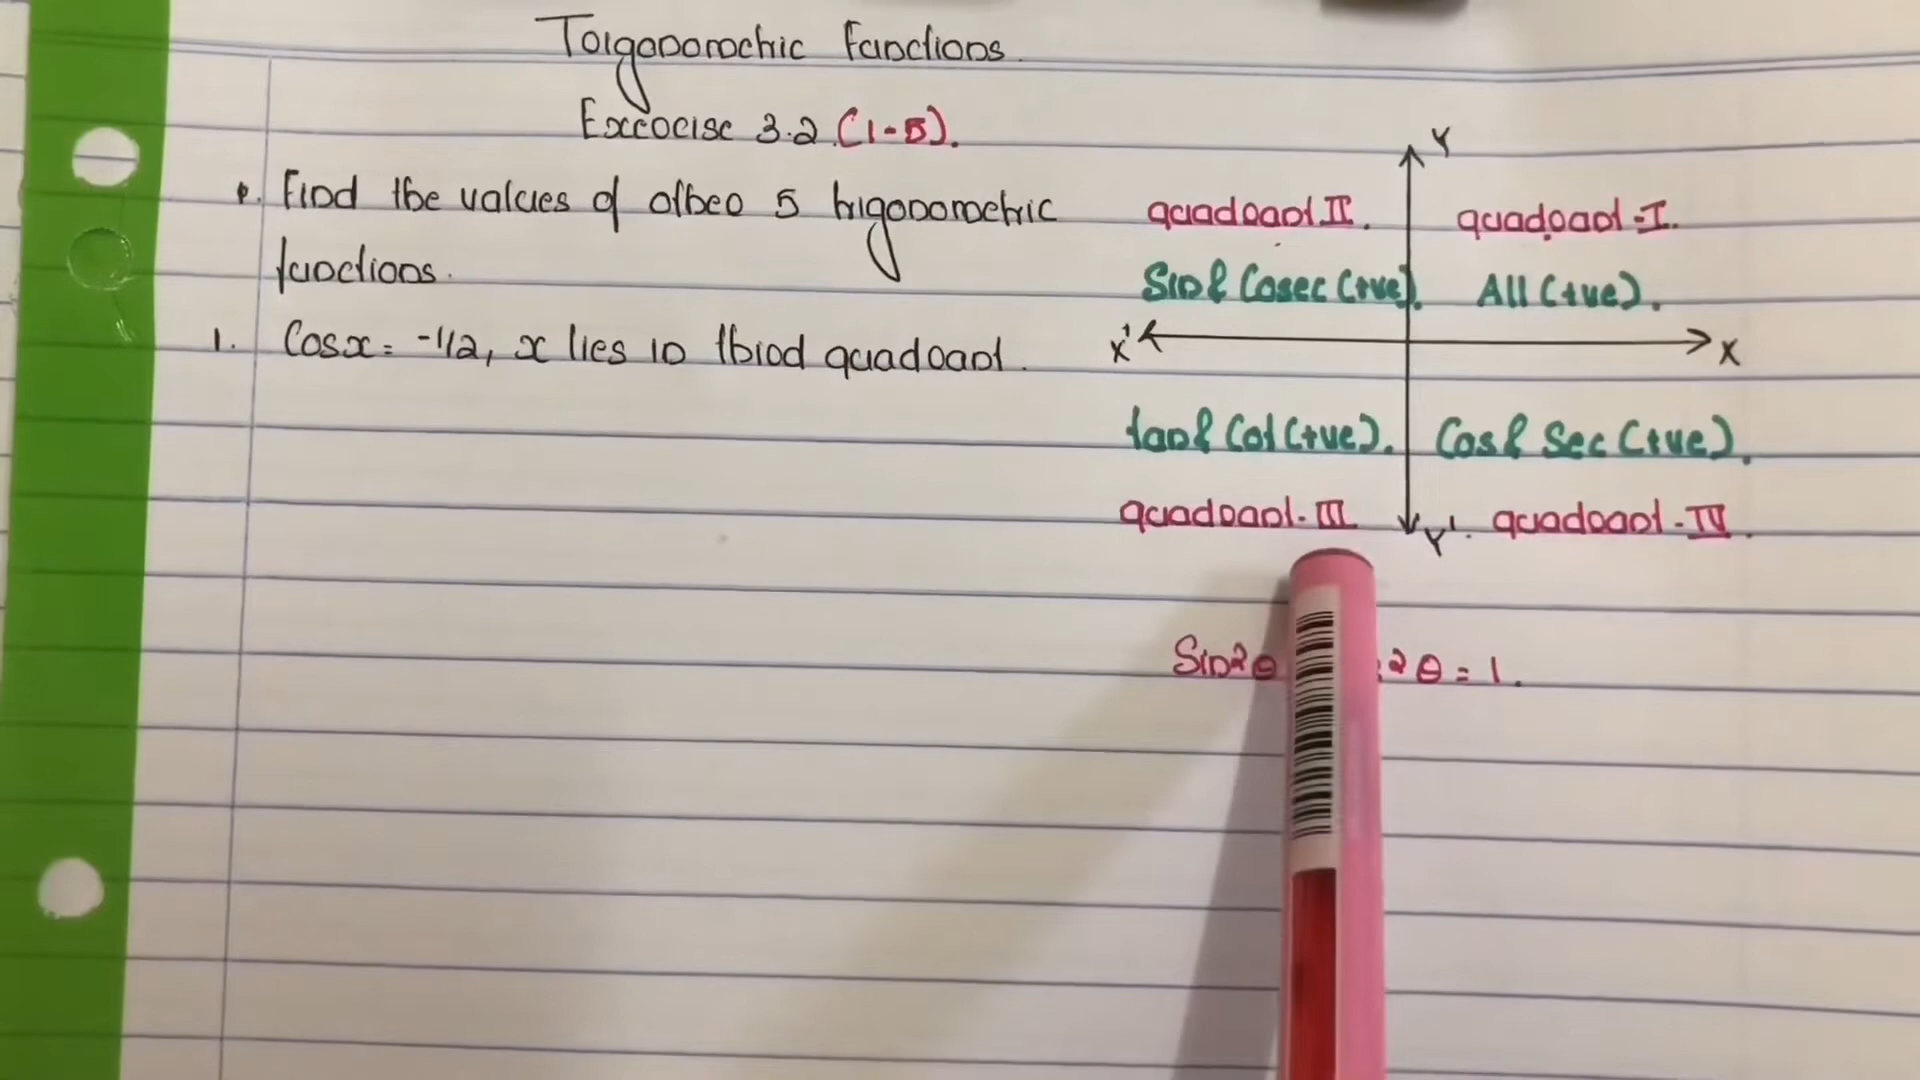 Trigonometric Functions.
Exercise 3.2 (1-5).
Find the values of other 5 trigonometric
functions.
1. Cosx = -1/2, x lies in third quadrant.
Y
quadrant II. quadrant-I.
Sin & Cosec (+ve). All (+ve).
X' X
tan & Cot (+ve). Cos & Sec (+ve).
quadrant-III Y' quadrant-IV.
Sin²θ ²θ = 1.